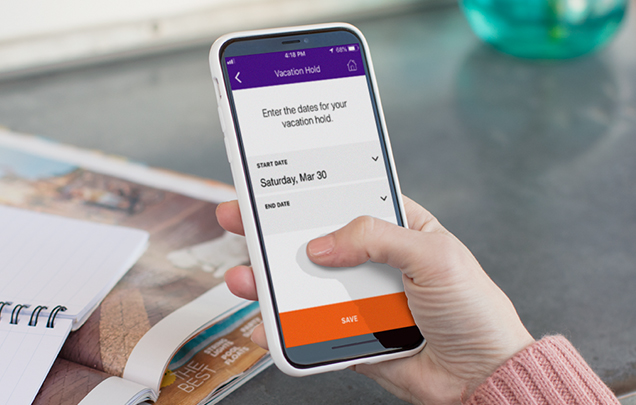 4:18 PM 68%
Vacation Hold
Enter the dates for your
vacation hold.
START DATE
Saturday, Mar 30
END DATE
SAVE
THE
BEST